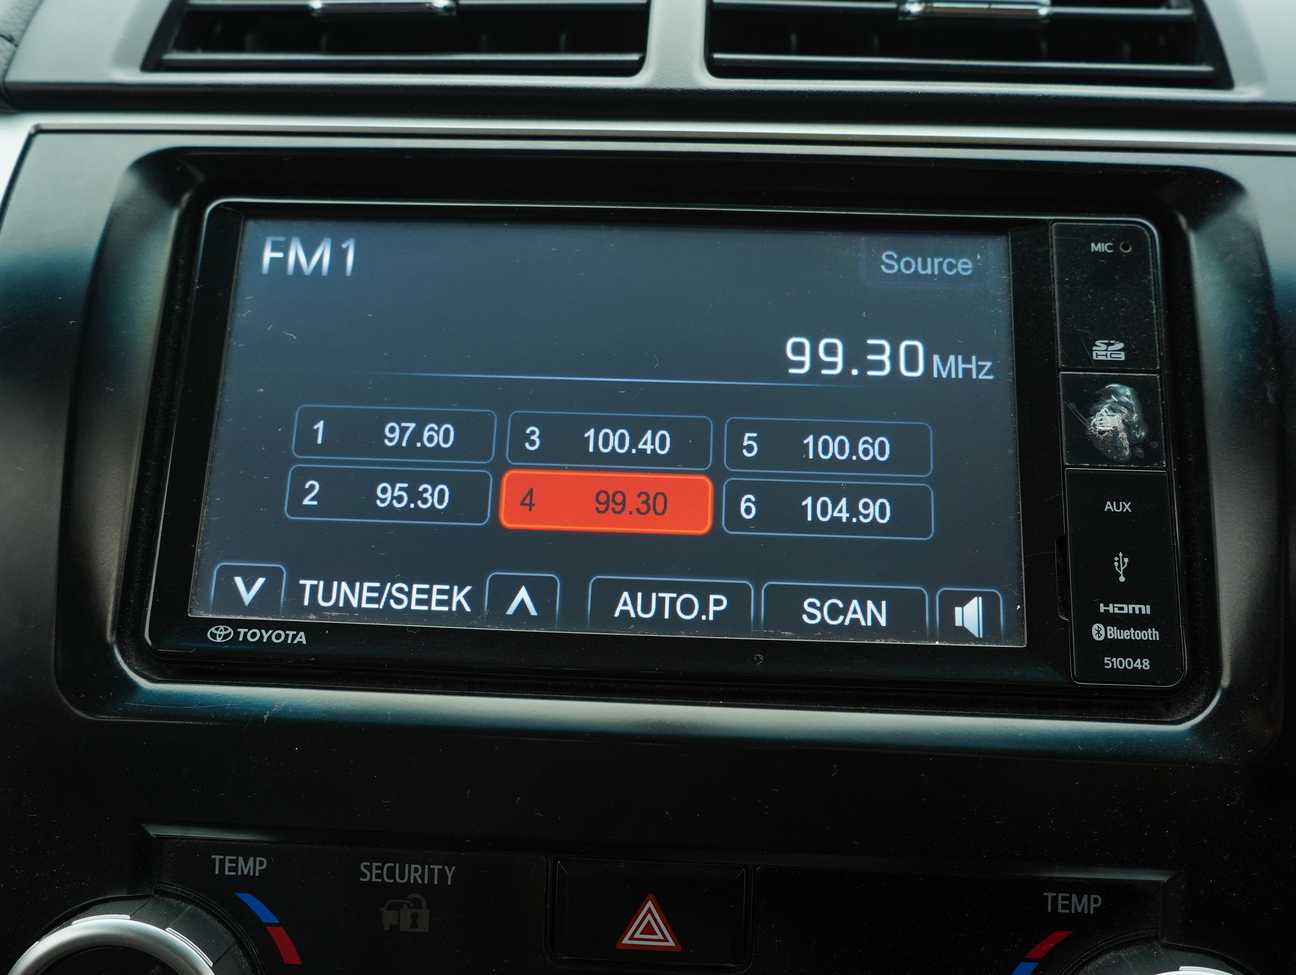 FM1
Source
99.30 MHz
1 97.60
3 100.40
5 100.60
2 95.30
4 99.30
6 104.90
TUNE/SEEK
AUTO.P
SCAN
TOYOTA
MIC
SD
HC
AUX
HDMI
Bluetooth
510048
TEMP
SECURITY
TEMP